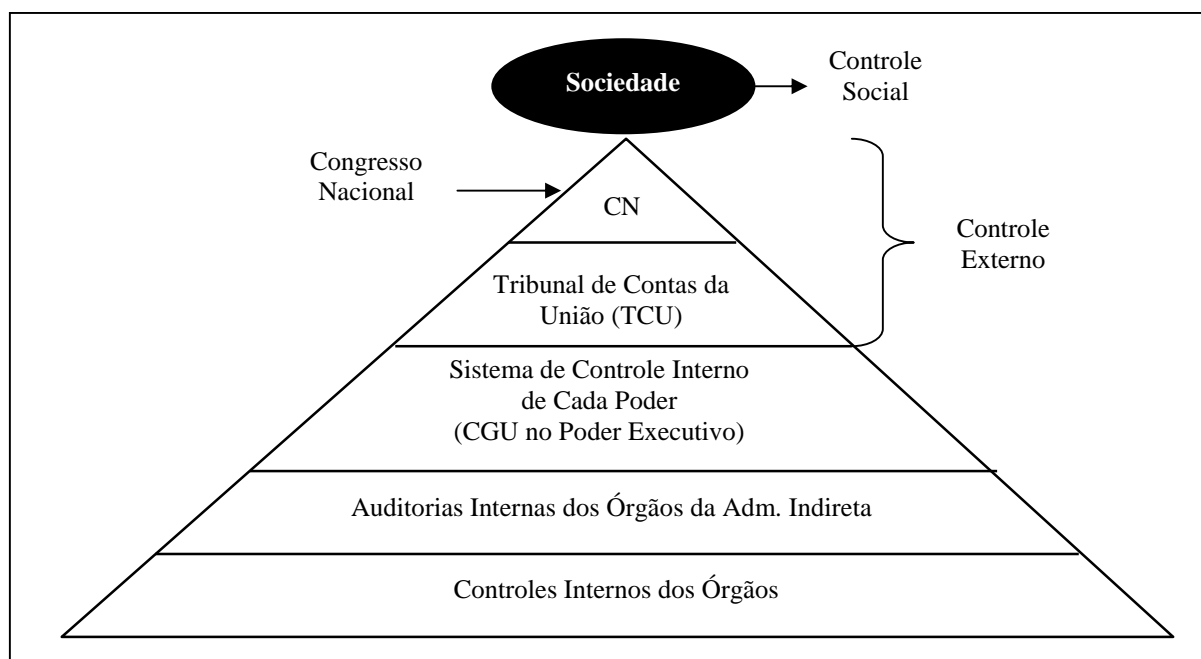 Sociedade
Controle
Social
Congresso
Nacional
CN
Controle
Externo
Tribunal de Contas da
União (TCU)
Sistema de Controle Interno
de Cada Poder
(CGU no Poder Executivo)
Auditorias Internas dos Órgãos da Adm. Indireta
Controles Internos dos Órgãos